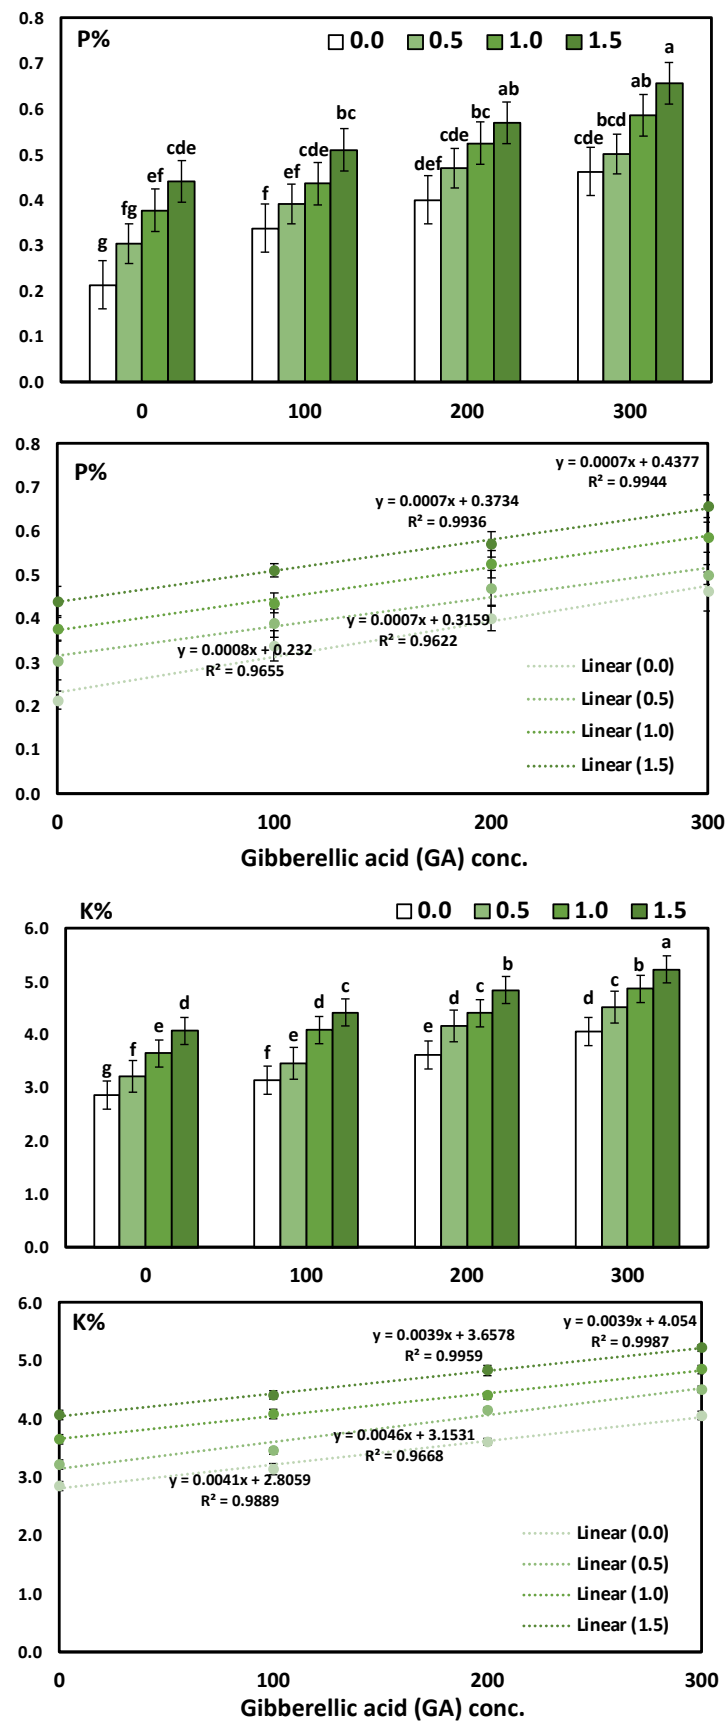 P%
0.0 0.5 1.0 1.5
0.8
0.7
0.6
0.5
0.4
0.3
0.2
0.1
0.0
g fg ef cde
f ef cde bc
def cde bc ab
cde bcd ab a
0 100 200 300
P%
0.8
0.7
0.6
0.5
0.4
0.3
0.2
0.1
0.0
y = 0.0007x + 0.4377
R² = 0.9944
y = 0.0007x + 0.3734
R² = 0.9936
y = 0.0007x + 0.3159
R² = 0.9622
y = 0.0008x + 0.232
R² = 0.9655
Linear (0.0)
Linear (0.5)
Linear (1.0)
Linear (1.5)
0 100 200 300
Gibberellic acid (GA) conc.
K%
0.0 0.5 1.0 1.5
6.0
5.0
4.0
3.0
2.0
1.0
0.0
g f e d
f e d c
e d c b
d c b a
0 100 200 300
K%
6.0
5.0
4.0
3.0
2.0
1.0
0.0
y = 0.0039x + 4.054
R² = 0.9987
y = 0.0039x + 3.6578
R² = 0.9959
y = 0.0046x + 3.1531
R² = 0.9668
y = 0.0041x + 2.8059
R² = 0.9889
Linear (0.0)
Linear (0.5)
Linear (1.0)
Linear (1.5)
0 100 200 300
Gibberellic acid (GA) conc.